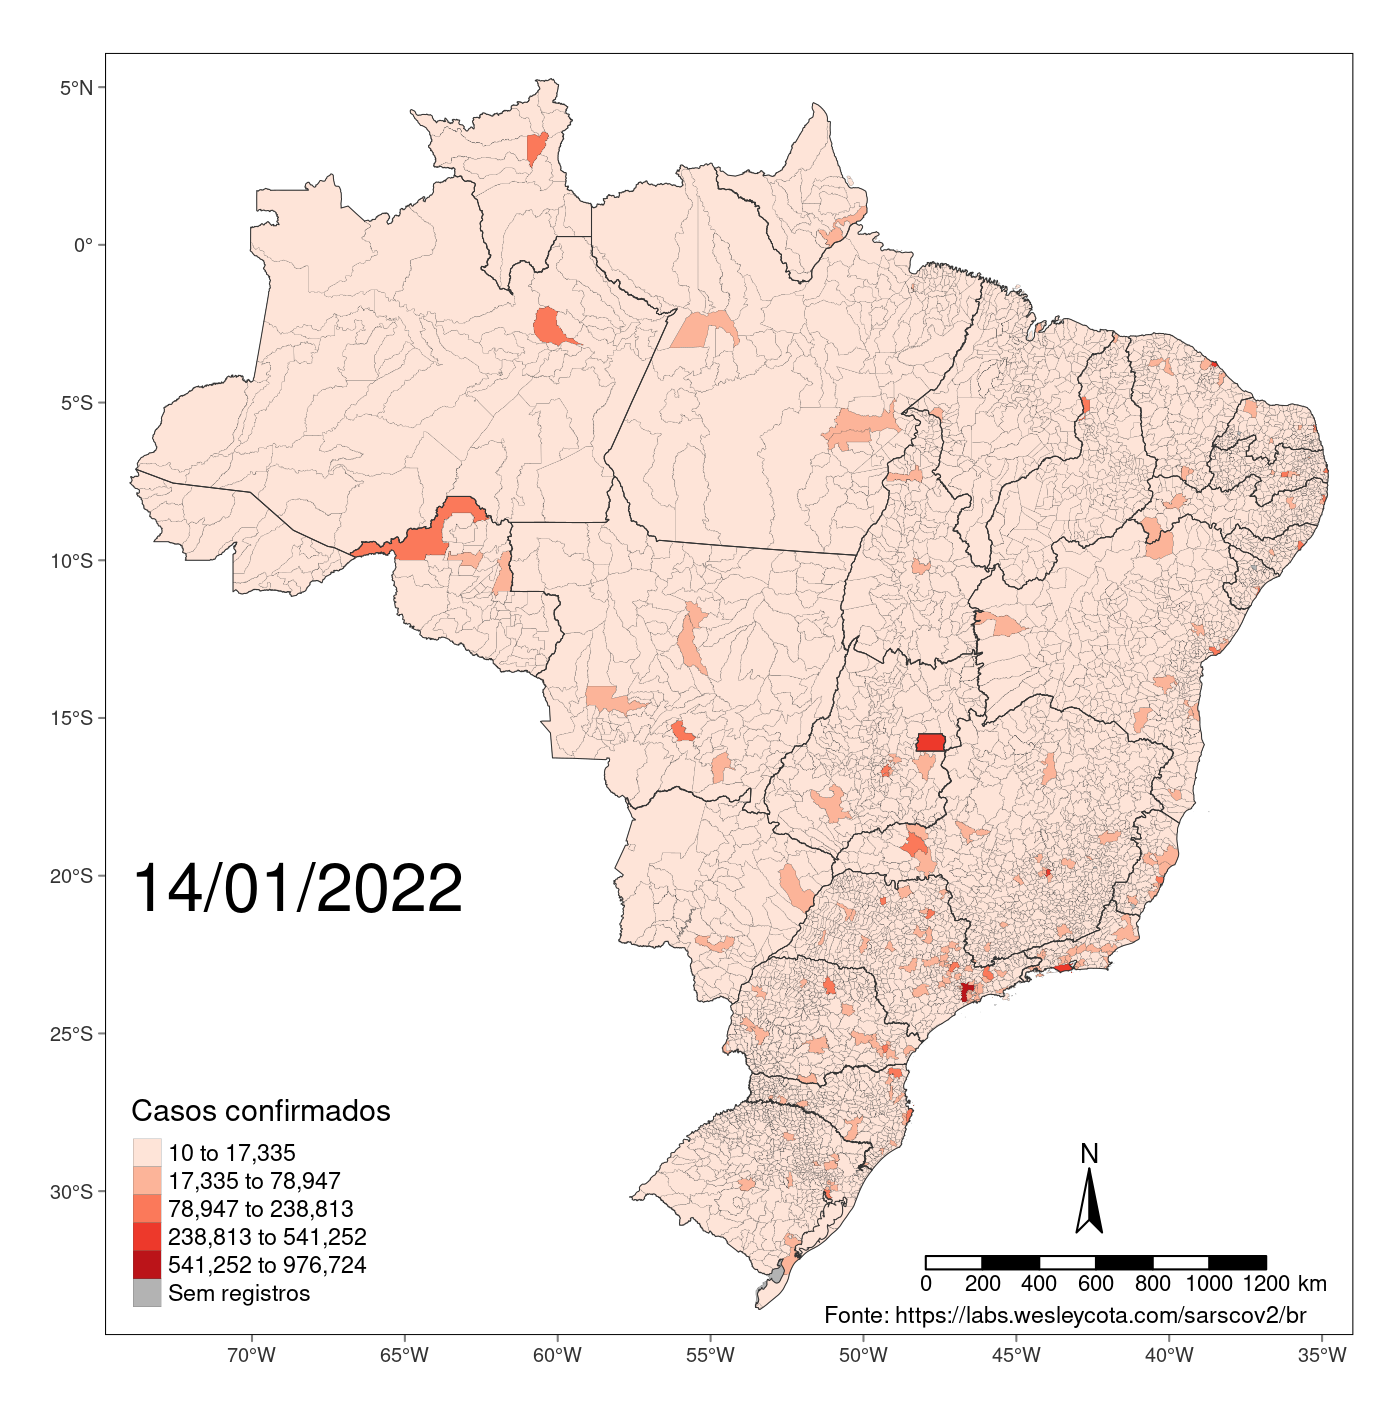 5°N
0°
5°S
10°S
15°S
20°S
25°S
30°S
14/01/2022
Casos confirmados
10 to 17,335
17,335 to 78,947
78,947 to 238,813
238,813 to 541,252
541,252 to 976,724
Sem registros
N
0 200 400 600 800 1000 1200 km
Fonte: https://labs.wesleycota.com/sarscov2/br
70°W 65°W 60°W 55°W 50°W 45°W 40°W 35°W